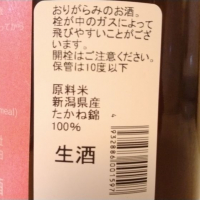 おりがらみのお酒。
栓が中のガスによって
飛びやすいことがござ
います。
開栓はご注意ください。
保管は10度以下
原料米
新潟県産
たかね錦
100%
生酒
4932886001597